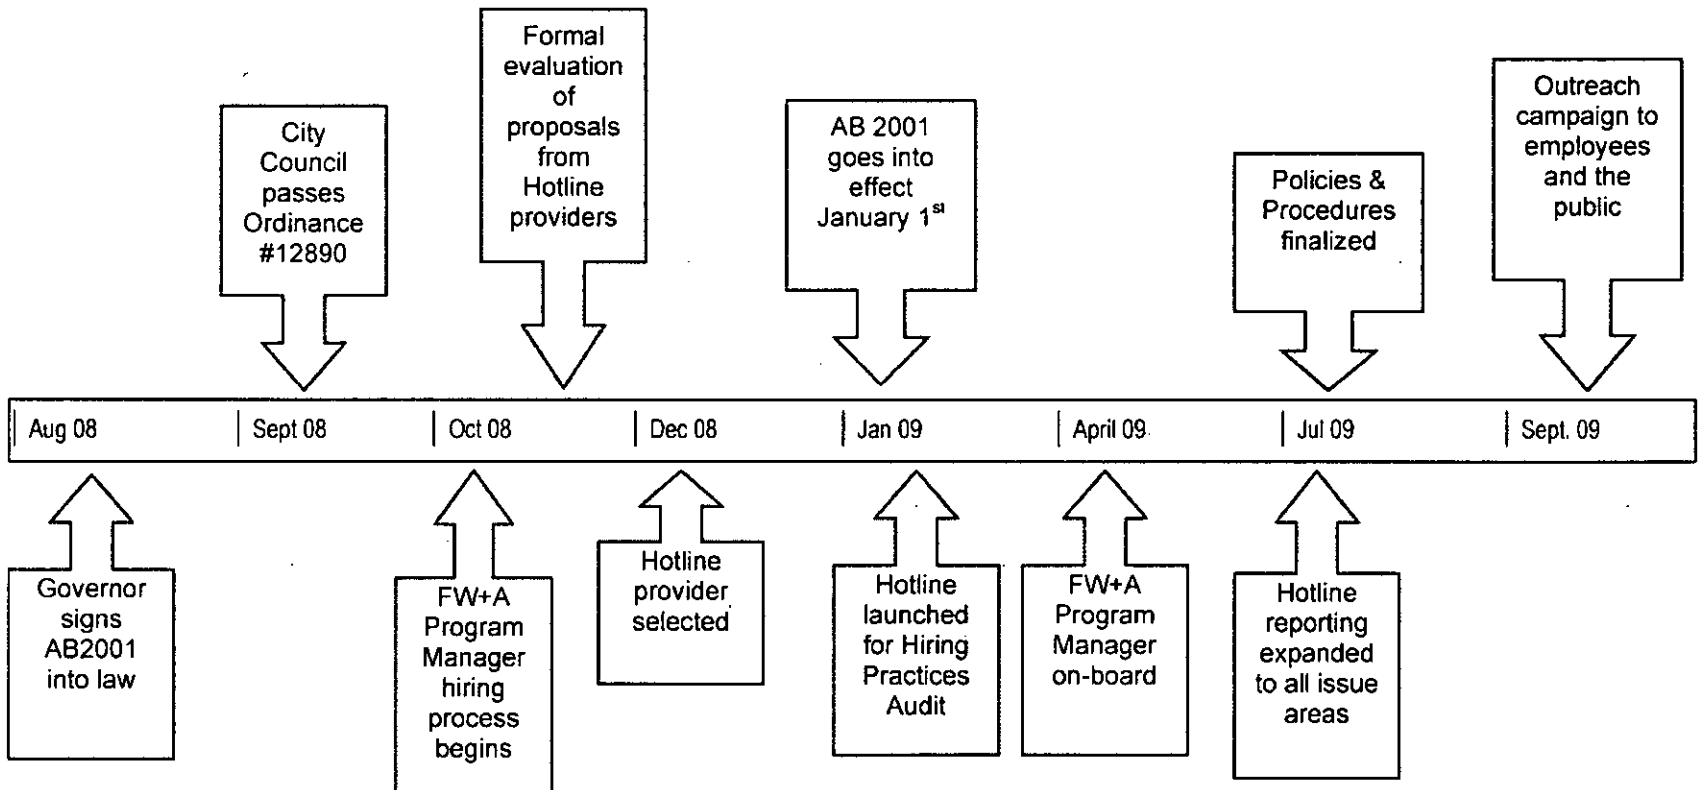 City
Council
passes
Ordinance
#12890
Formal
evaluation
of
proposals
from
Hotline
providers
AB 2001
goes into
effect
January 1st
Policies &
Procedures
finalized
Outreach
campaign to
employees
and the
public
Aug 08
Sept 08
Oct 08
Dec 08
Jan 09
April 09
Jul 09
Sept. 09
Governor
signs
AB2001
into law
FW+A
Program
Manager
hiring
process
begins
Hotline
provider
selected
Hotline
launched
for Hiring
Practices
Audit
FW+A
Program
Manager
on-board
Hotline
reporting
expanded
to all issue
areas